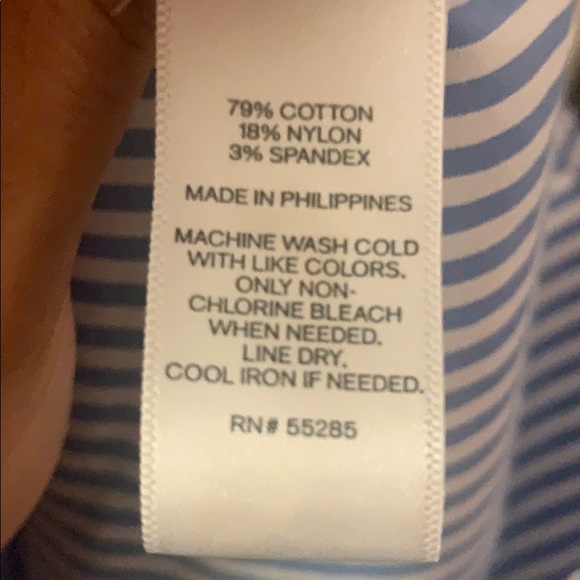 79% COTTON
18% NYLON
3% SPANDEX
MADE IN PHILIPPINES
MACHINE WASH COLD
WITH LIKE COLORS.
ONLY NON-
CHLORINE BLEACH
WHEN NEEDED.
LINE DRY.
COOL IRON IF NEEDED.
RN# 55285